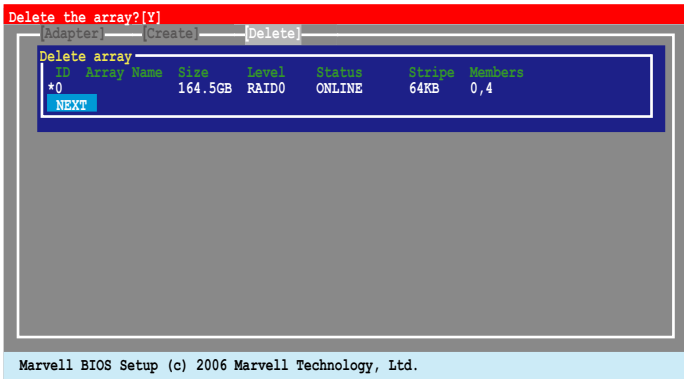 Delete the array?[Y]
[Adapter] [Create] [Delete]
Delete array
ID Array Name Size Level Status Stripe Members
*0 164.5GB RAID0 ONLINE 64KB 0,4
NEXT
Marvell BIOS Setup (c) 2006 Marvell Technology, Ltd.